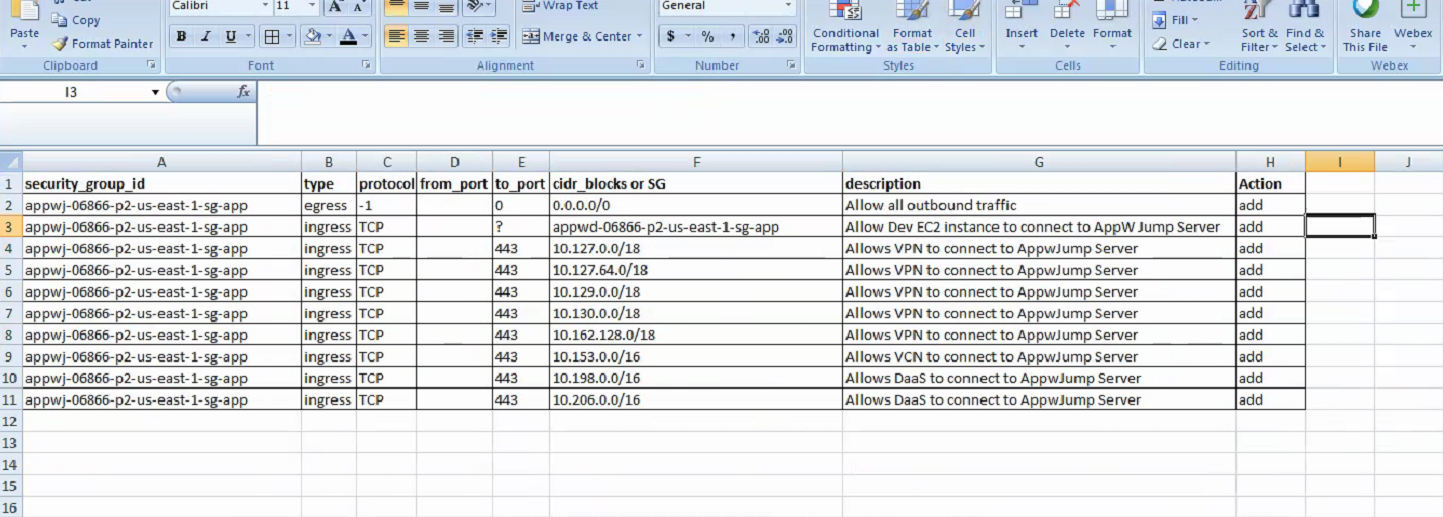 Calibri 11 A A Wrap Text General
Paste Copy Format Painter B I U A Merge & Center $ % , Conditional Formatting Format as Table Cell Styles Insert Delete Format Fill Clear Sort & Filter Find & Select Share This File Webex
Clipboard Font Alignment Number Styles Cells Editing Webex
I3 fx
A B C D E F G H I J
1 security_group_id type protocol from_port to_port cidr_blocks or SG description Action
2 appwj-06866-p2-us-east-1-sg-app egress -1 0 0.0.0.0/0 Allow all outbound traffic add
3 appwj-06866-p2-us-east-1-sg-app ingress TCP ? appwd-06866-p2-us-east-1-sg-app Allow Dev EC2 instance to connect to AppW Jump Server add
4 appwj-06866-p2-us-east-1-sg-app ingress TCP 443 10.127.0.0/18 Allows VPN to connect to AppwJump Server add
5 appwj-06866-p2-us-east-1-sg-app ingress TCP 443 10.127.64.0/18 Allows VPN to connect to AppwJump Server add
6 appwj-06866-p2-us-east-1-sg-app ingress TCP 443 10.129.0.0/18 Allows VPN to connect to AppwJump Server add
7 appwj-06866-p2-us-east-1-sg-app ingress TCP 443 10.130.0.0/18 Allows VPN to connect to AppwJump Server add
8 appwj-06866-p2-us-east-1-sg-app ingress TCP 443 10.162.128.0/18 Allows VPN to connect to AppwJump Server add
9 appwj-06866-p2-us-east-1-sg-app ingress TCP 443 10.153.0.0/16 Allows VCN to connect to AppwJump Server add
10 appwj-06866-p2-us-east-1-sg-app ingress TCP 443 10.198.0.0/16 Allows DaaS to connect to AppwJump Server add
11 appwj-06866-p2-us-east-1-sg-app ingress TCP 443 10.206.0.0/16 Allows DaaS to connect to AppwJump Server add
12
13
14
15
16